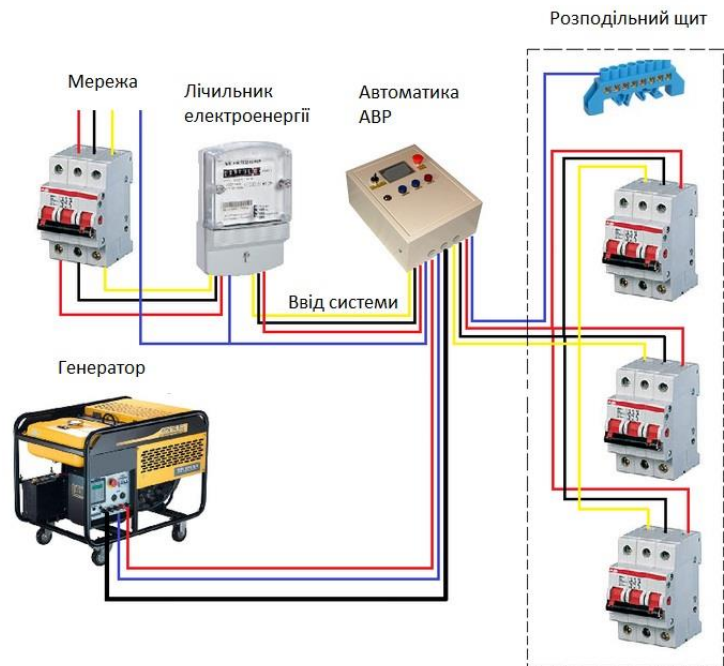 Розподільний щит
Мережа
Лічильник
електроенергії
Автоматика
АВР
Ввід системи
Генератор